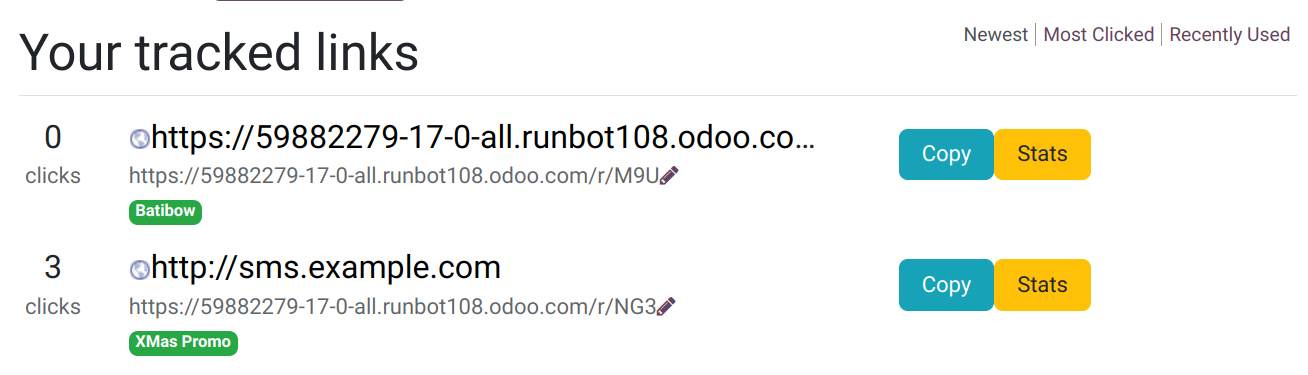 Your tracked links
Newest | Most Clicked | Recently Used
0
clicks
https://59882279-17-0-all.runbot108.odoo.co...
https://59882279-17-0-all.runbot108.odoo.com/r/M9U
Batibow
Copy
Stats
3
clicks
http://sms.example.com
https://59882279-17-0-all.runbot108.odoo.com/r/NG3
XMas Promo
Copy
Stats